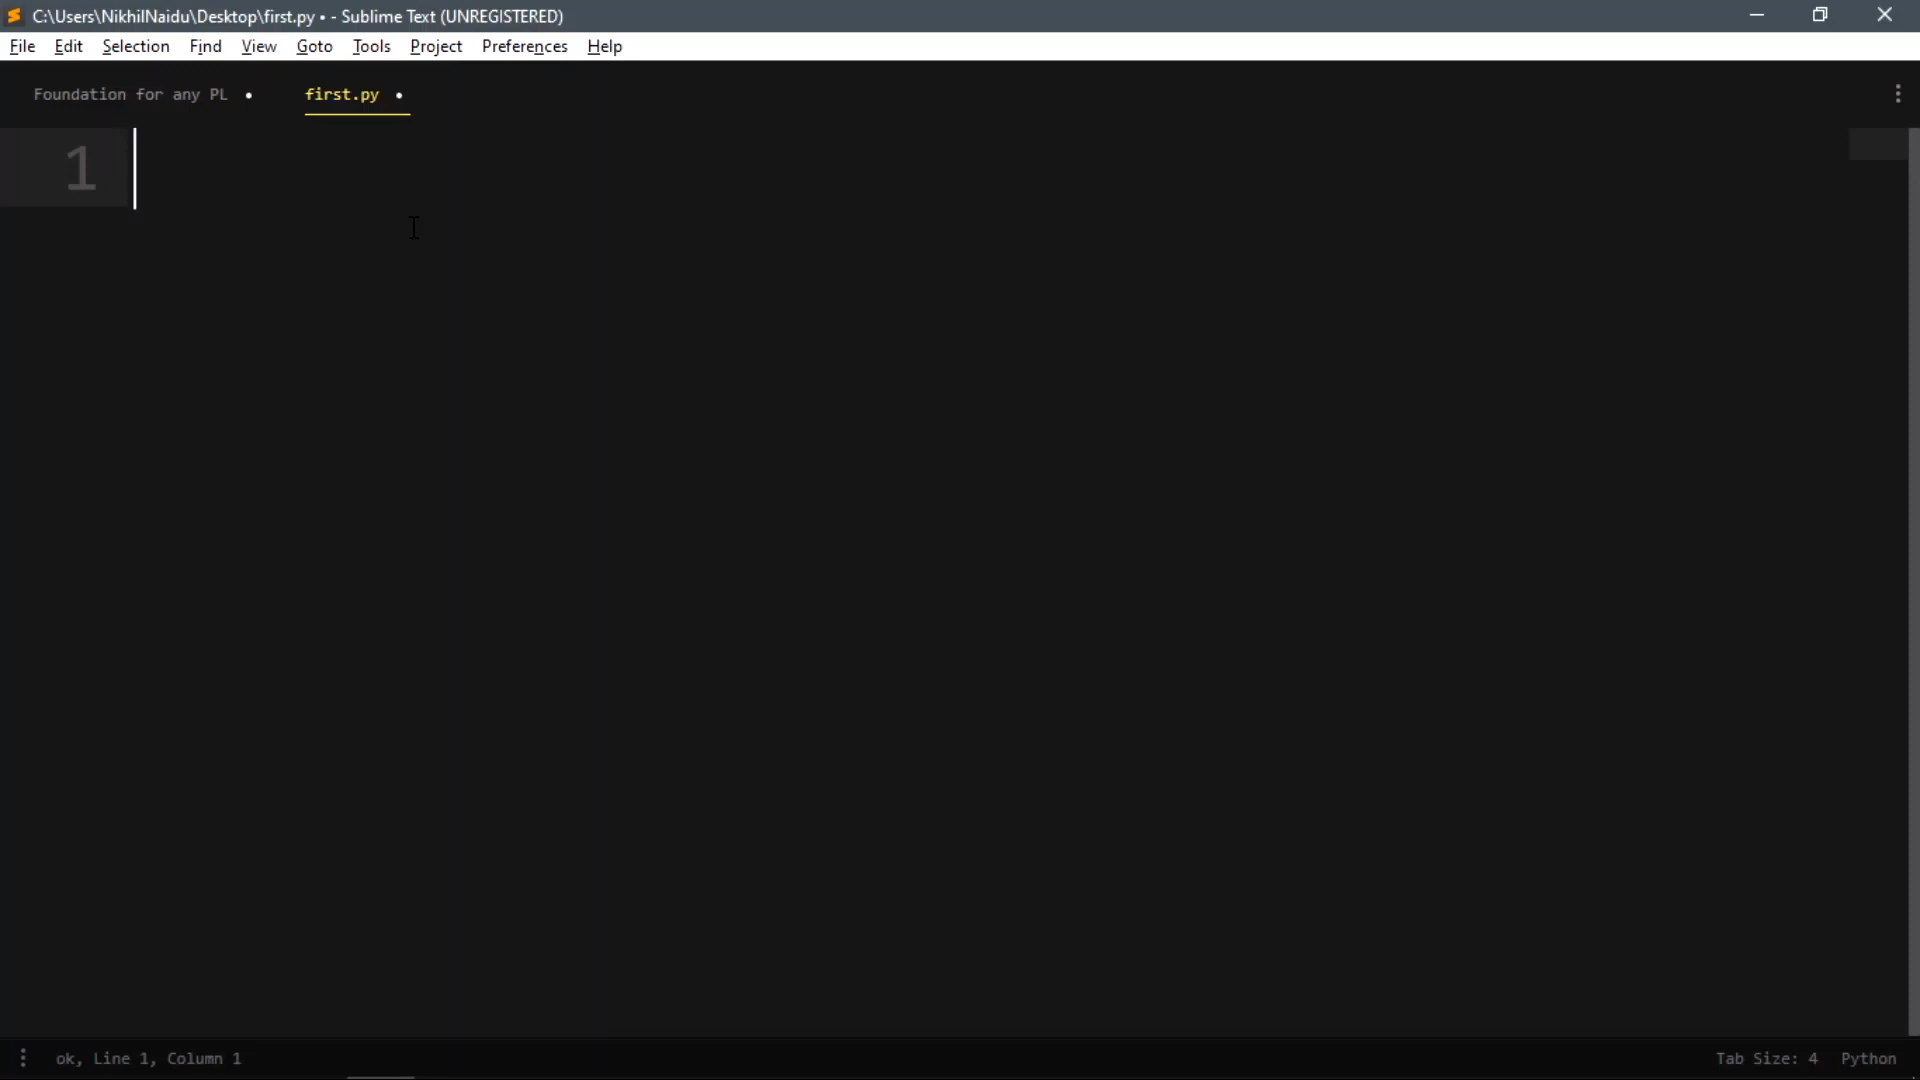 C:\Users\NikhilNaidu\Desktop\first.py • - Sublime Text (UNREGISTERED)
File Edit Selection Find View Goto Tools Project Preferences Help
Foundation for any PL • first.py •
1
ok, Line 1, Column 1 Tab Size: 4 Python